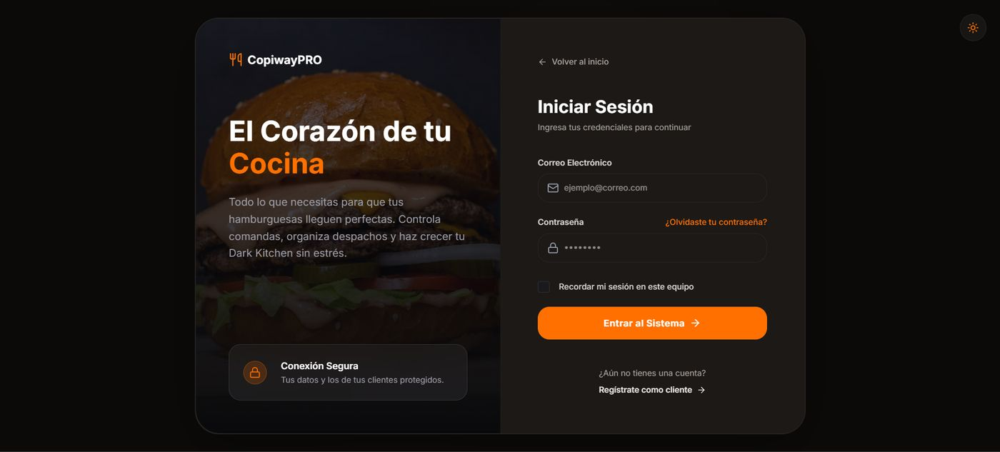 CopiwayPRO
El Corazón de tu
Cocina
Todo lo que necesitas para que tus
hamburguesas lleguen perfectas. Controla
comandas, organiza despachos y haz crecer tu
Dark Kitchen sin estrés.
Conexión Segura
Tus datos y los de tus clientes protegidos.
Volver al inicio
Iniciar Sesión
Ingresa tus credenciales para continuar
Correo Electrónico
ejemplo@correo.com
Contraseña
¿Olvidaste tu contraseña?
••••••••
Recordar mi sesión en este equipo
Entrar al Sistema →
¿Aún no tienes una cuenta?
Regístrate como cliente →